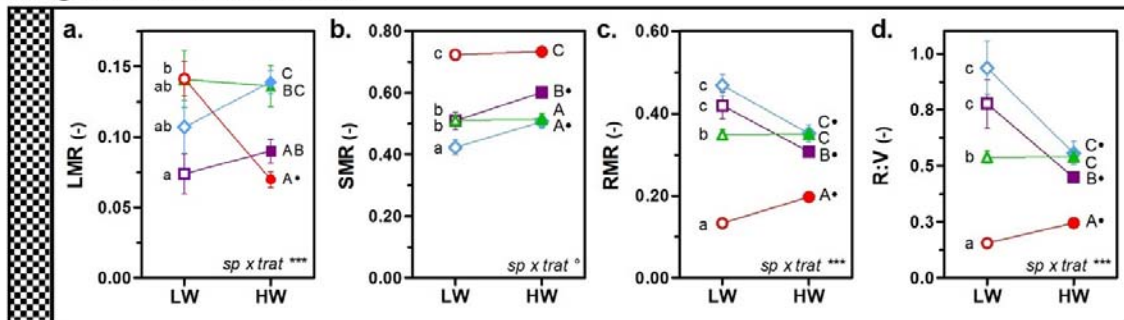 a.
LMR (-)
0.15
0.10
0.05
0.00
b
ab
ab
a
C
BC
AB
A•
sp x trat ***
LW
HW
b.
SMR (-)
0.80
0.60
0.40
0.20
0.00
c
b
b
a
C
B•
A
A•
sp x trat °
LW
HW
c.
RMR (-)
0.60
0.40
0.20
0.00
c
c
b
a
C•
C
B•
A•
sp x trat ***
LW
HW
d.
R:V (-)
1.0
0.8
0.5
0.3
0.0
c
c
b
a
C•
C
B•
A•
sp x trat ***
LW
HW